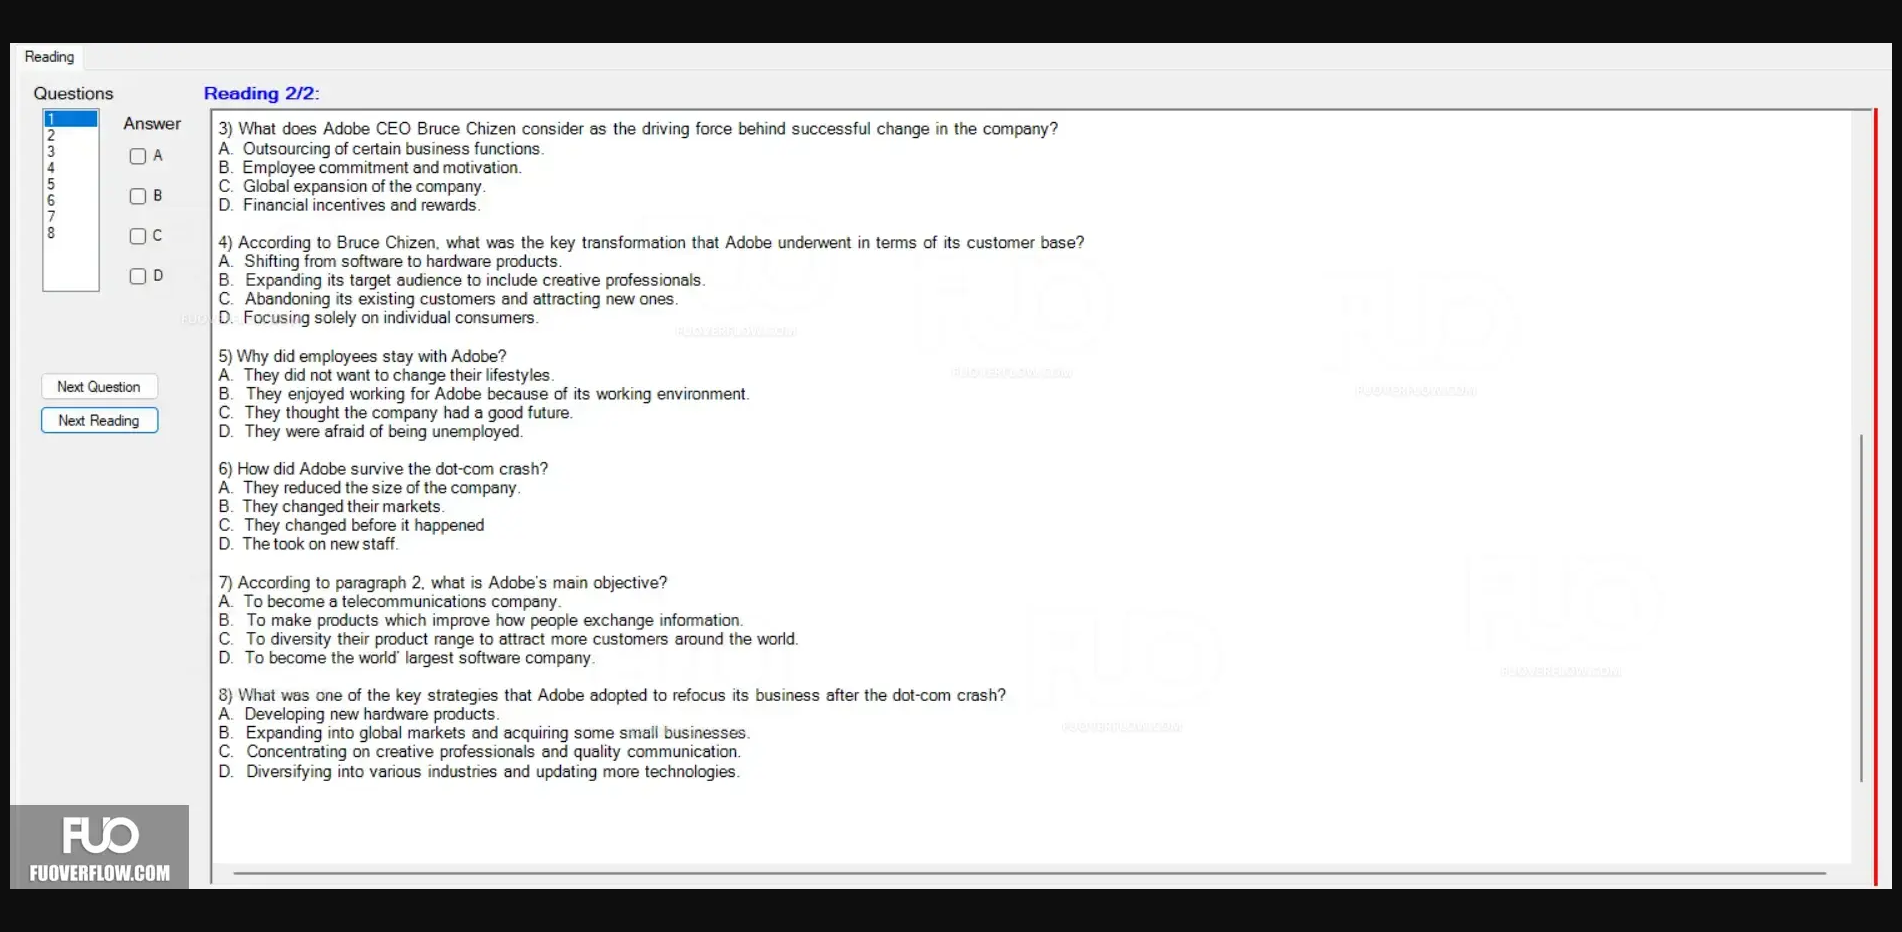 Reading
Questions
Reading 2/2:
1
2
3
4
5
6
7
8
Answer
A
B
C
D
Next Question
Next Reading
3) What does Adobe CEO Bruce Chizen consider as the driving force behind successful change in the company?
A. Outsourcing of certain business functions.
B. Employee commitment and motivation.
C. Global expansion of the company.
D. Financial incentives and rewards.
4) According to Bruce Chizen, what was the key transformation that Adobe underwent in terms of its customer base?
A. Shifting from software to hardware products.
B. Expanding its target audience to include creative professionals.
C. Abandoning its existing customers and attracting new ones.
D. Focusing solely on individual consumers.
5) Why did employees stay with Adobe?
A. They did not want to change their lifestyles.
B. They enjoyed working for Adobe because of its working environment.
C. They thought the company had a good future.
D. They were afraid of being unemployed.
6) How did Adobe survive the dot-com crash?
A. They reduced the size of the company.
B. They changed their markets.
C. They changed before it happened
D. The took on new staff.
7) According to paragraph 2, what is Adobe's main objective?
A. To become a telecommunications company.
B. To make products which improve how people exchange information.
C. To diversity their product range to attract more customers around the world.
D. To become the world' largest software company.
8) What was one of the key strategies that Adobe adopted to refocus its business after the dot-com crash?
A. Developing new hardware products.
B. Expanding into global markets and acquiring some small businesses.
C. Concentrating on creative professionals and quality communication.
D. Diversifying into various industries and updating more technologies.
FUOVERFLOW.COM
FUOVERFLOW.COM
FUOVERFLOW.COM
FUOVERFLOW.COM
FUOVERFLOW.COM
FUO
FUOVERFLOW.COM